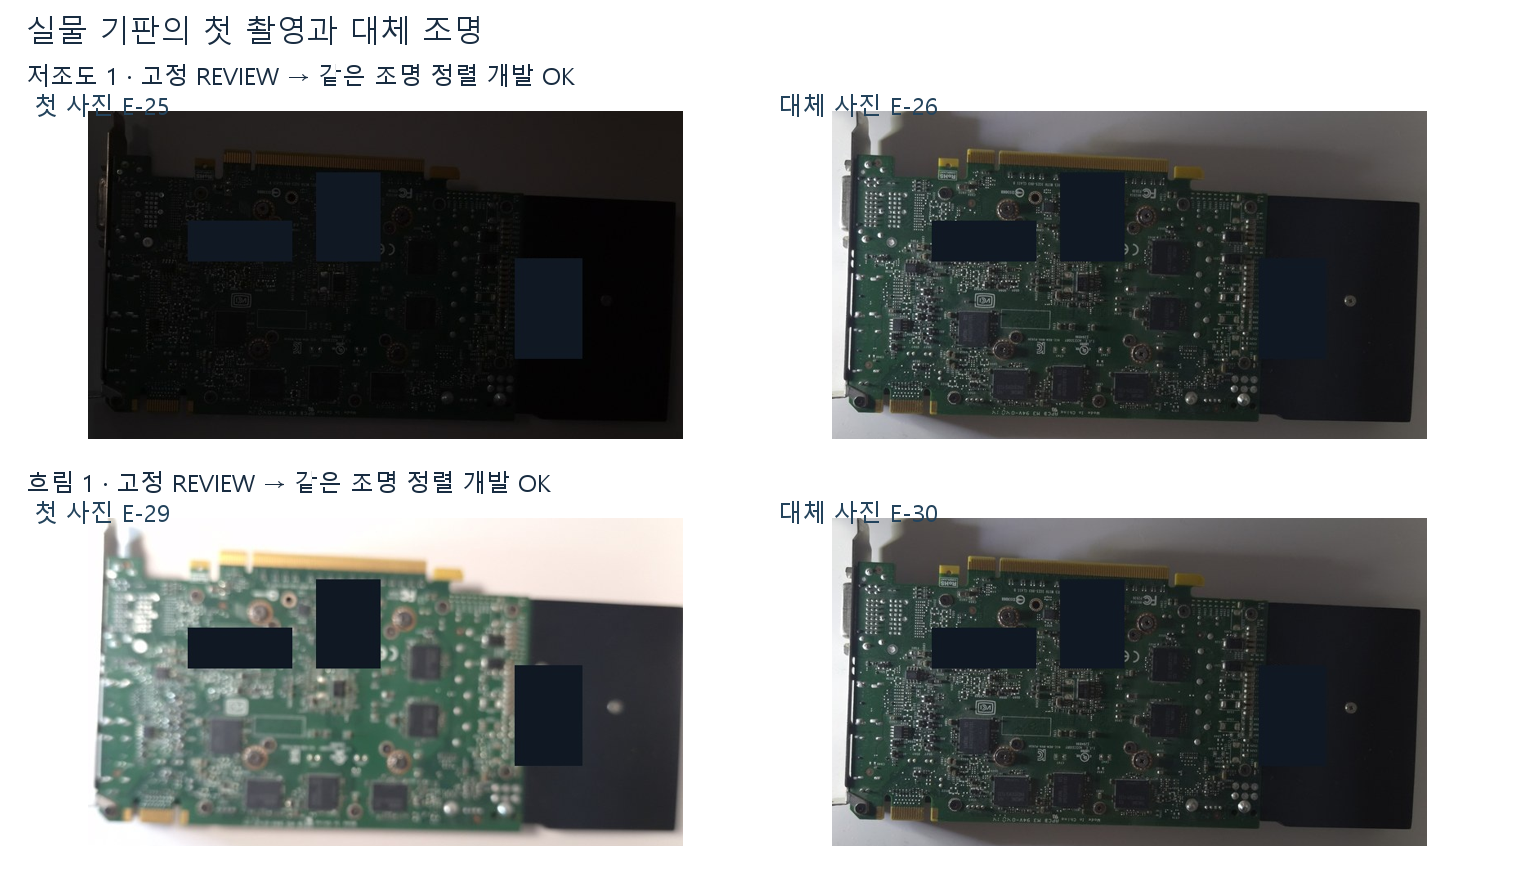 실물 기판의 첫 촬영과 대체 조명
저조도 1 · 고정 REVIEW → 같은 조명 정렬 개발 OK
첫 사진 E-25
대체 사진 E-26
흐림 1 · 고정 REVIEW → 같은 조명 정렬 개발 OK
첫 사진 E-29
대체 사진 E-30